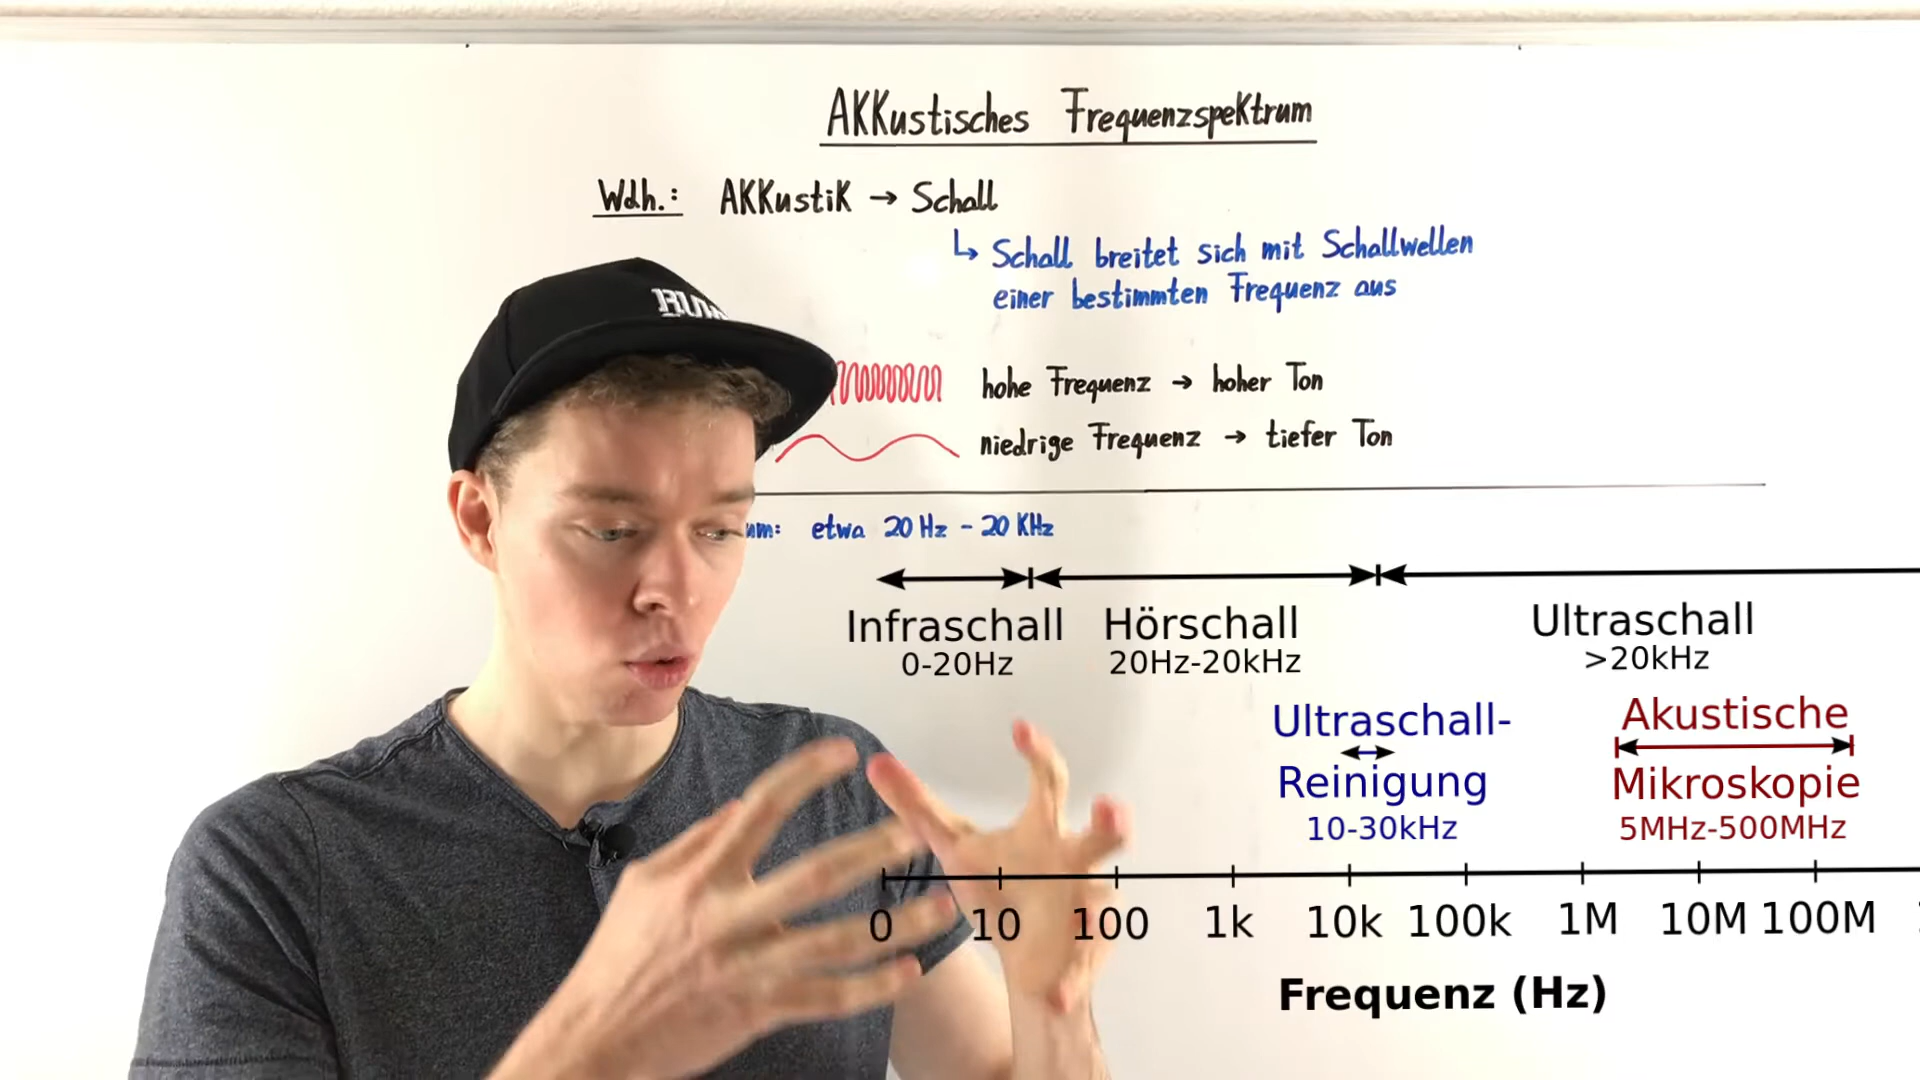 AKKustisches Frequenzspektrum
Wdh.: AKKustik → Schall
↳ Schall breitet sich mit Schallwellen
einer bestimmten Frequenz aus
hohe Frequenz → hoher Ton
niedrige Frequenz → tiefer Ton
etwa 20 Hz - 20 KHz
Infraschall
0-20Hz
Hörschall
20Hz-20kHz
Ultraschall
>20kHz
Ultraschall-
Reinigung
10-30kHz
Akustische
Mikroskopie
5MHz-500MHz
0 10 100 1k 10k 100k 1M 10M 100M
Frequenz (Hz)